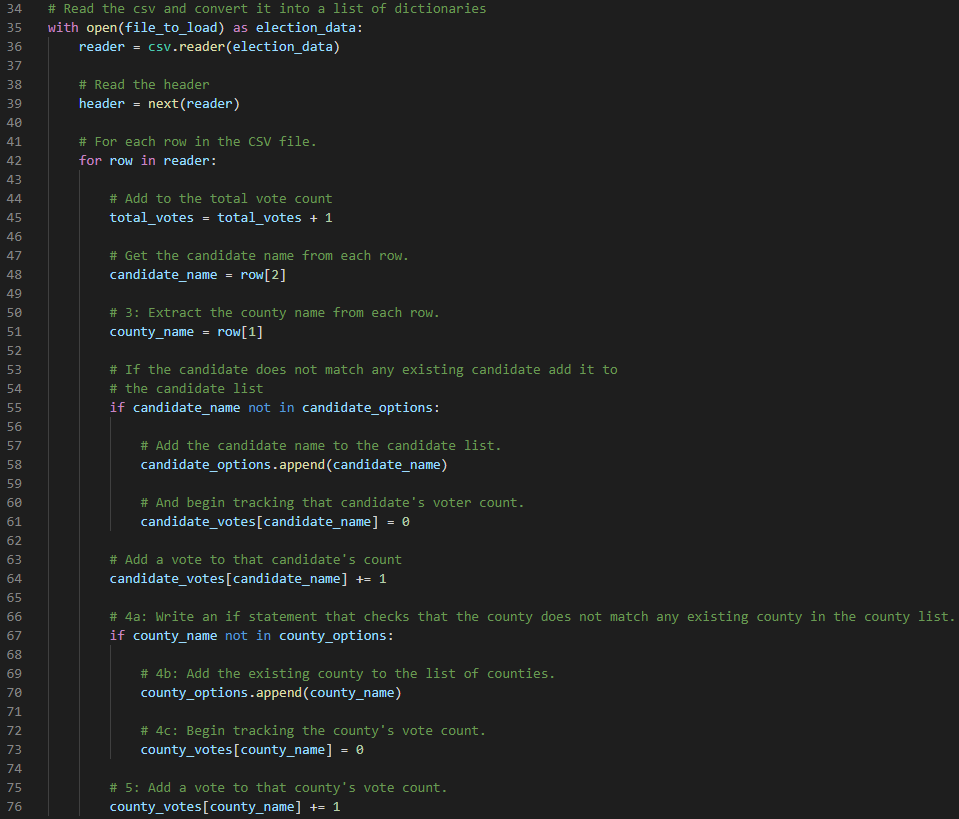 34 # Read the csv and convert it into a list of dictionaries
35 with open(file_to_load) as election_data:
36     reader = csv.reader(election_data)
37
38     # Read the header
39     header = next(reader)
40
41     # For each row in the CSV file.
42     for row in reader:
43
44         # Add to the total vote count
45         total_votes = total_votes + 1
46
47         # Get the candidate name from each row.
48         candidate_name = row[2]
49
50         # 3: Extract the county name from each row.
51         county_name = row[1]
52
53         # If the candidate does not match any existing candidate add it to
54         # the candidate list
55         if candidate_name not in candidate_options:
56
57             # Add the candidate name to the candidate list.
58             candidate_options.append(candidate_name)
59
60             # And begin tracking that candidate's voter count.
61             candidate_votes[candidate_name] = 0
62
63         # Add a vote to that candidate's count
64         candidate_votes[candidate_name] += 1
65
66         # 4a: Write an if statement that checks that the county does not match any existing county in the county list.
67         if county_name not in county_options:
68
69             # 4b: Add the existing county to the list of counties.
70             county_options.append(county_name)
71
72             # 4c: Begin tracking the county's vote count.
73             county_votes[county_name] = 0
74
75         # 5: Add a vote to that county's vote count.
76         county_votes[county_name] += 1